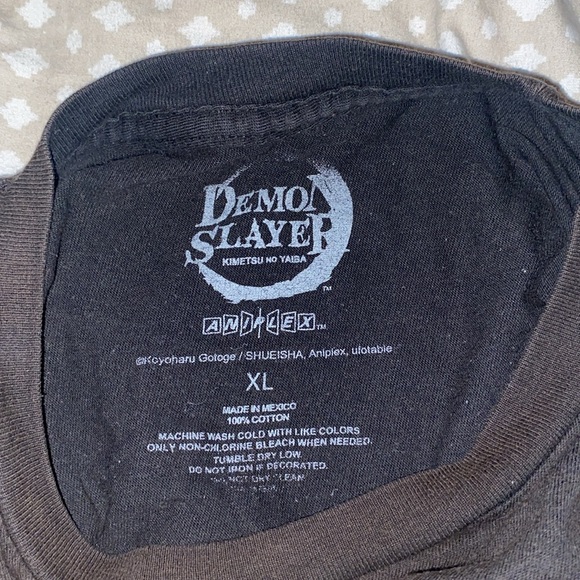 DEMON
SLAYER
KIMETSU NO YAIBA
TM
ANIPLEX TM
©Koyoharu Gotoge / SHUEISHA, Aniplex, ufotable
XL
MADE IN MEXICO
100% COTTON
MACHINE WASH COLD WITH LIKE COLORS
ONLY NON-CHLORINE BLEACH WHEN NEEDED.
TUMBLE DRY LOW.
DO NOT IRON IF DECORATED.
DO NOT DRY CLEAN